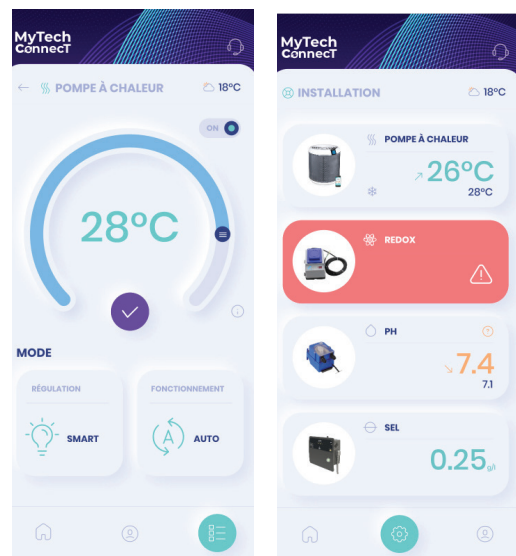 MyTech
ConnecT
POMPE À CHALEUR
18°C
ON
28°C
MODE
RÉGULATION
SMART
FONCTIONNEMENT
A
AUTO
MyTech
ConnecT
INSTALLATION
18°C
POMPE À CHALEUR
26°C
28°C
REDOX
PH
7.4
7.1
SEL
0.25g/l